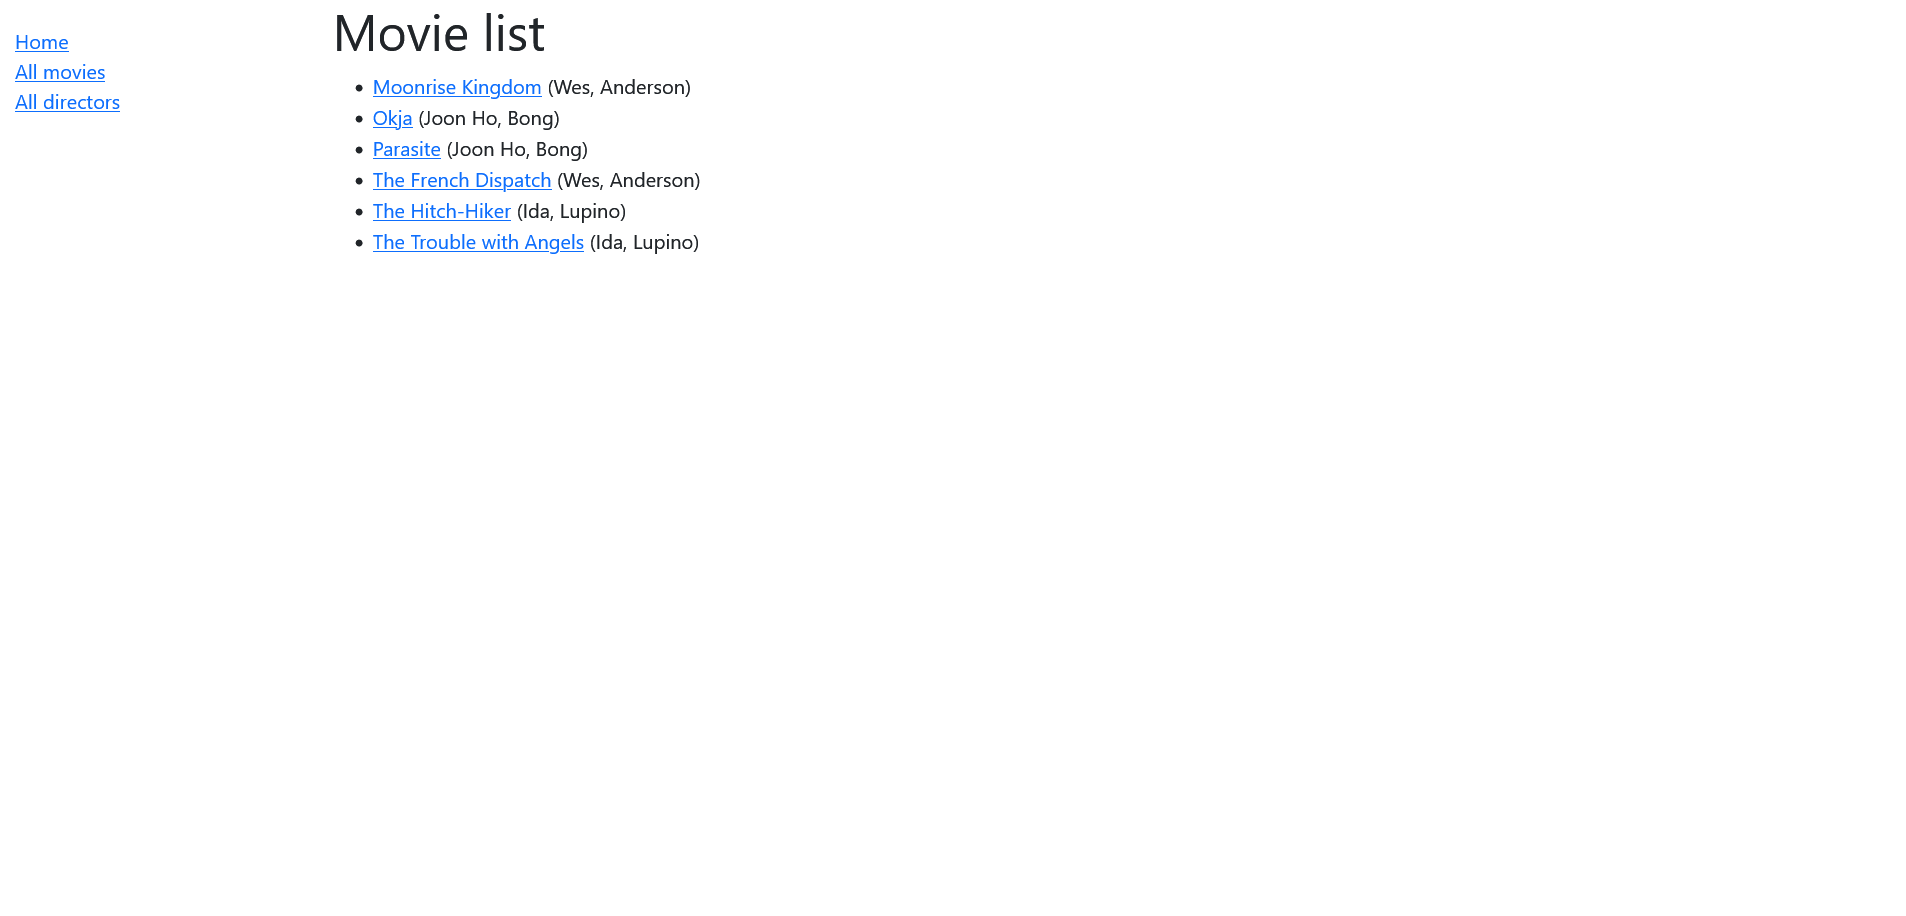 Home
All movies
All directors
Movie list
Moonrise Kingdom (Wes, Anderson)
Okja (Joon Ho, Bong)
Parasite (Joon Ho, Bong)
The French Dispatch (Wes, Anderson)
The Hitch-Hiker (Ida, Lupino)
The Trouble with Angels (Ida, Lupino)